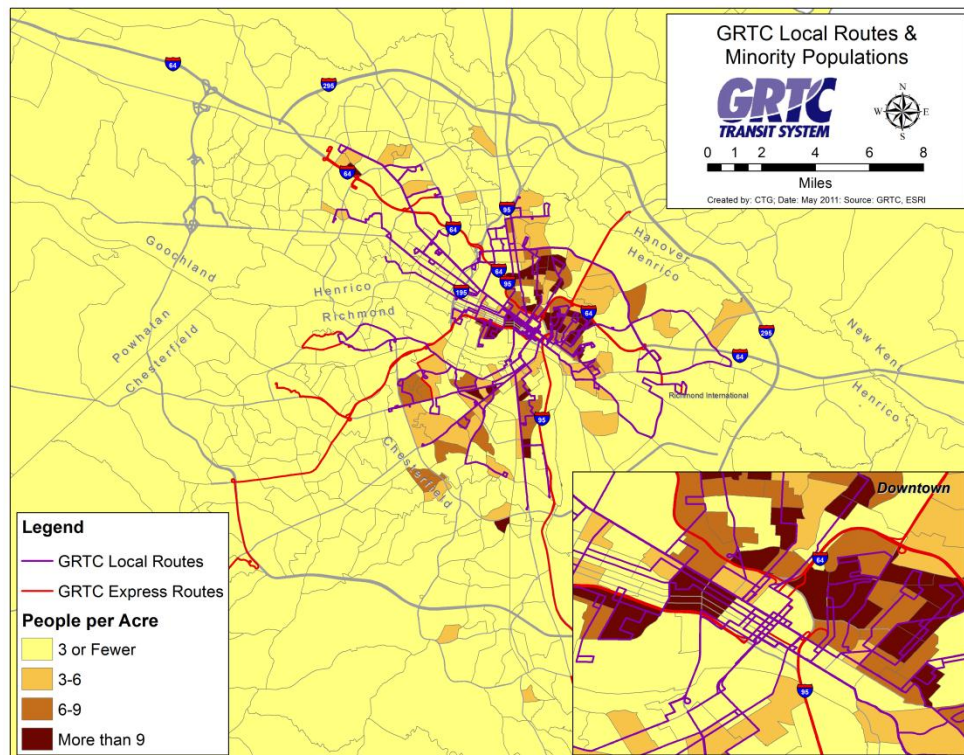 GRTC Local Routes &
Minority Populations
GRTC
TRANSIT SYSTEM
N
W
E
S
0 1 2 4 6 8
Miles
Created by: CTG; Date: May 2011: Source: GRTC, ESRI
64
295
64
95
64
Goochland
Hanover
Henrico
64
95
195
Henrico
Richmond
64
295
64
New Kent
Henrico
Powhatan
Chesterfield
Richmond International
95
Chesterfield
Legend
GRTC Local Routes
GRTC Express Routes
People per Acre
3 or Fewer
3-6
6-9
More than 9
Downtown
64
95